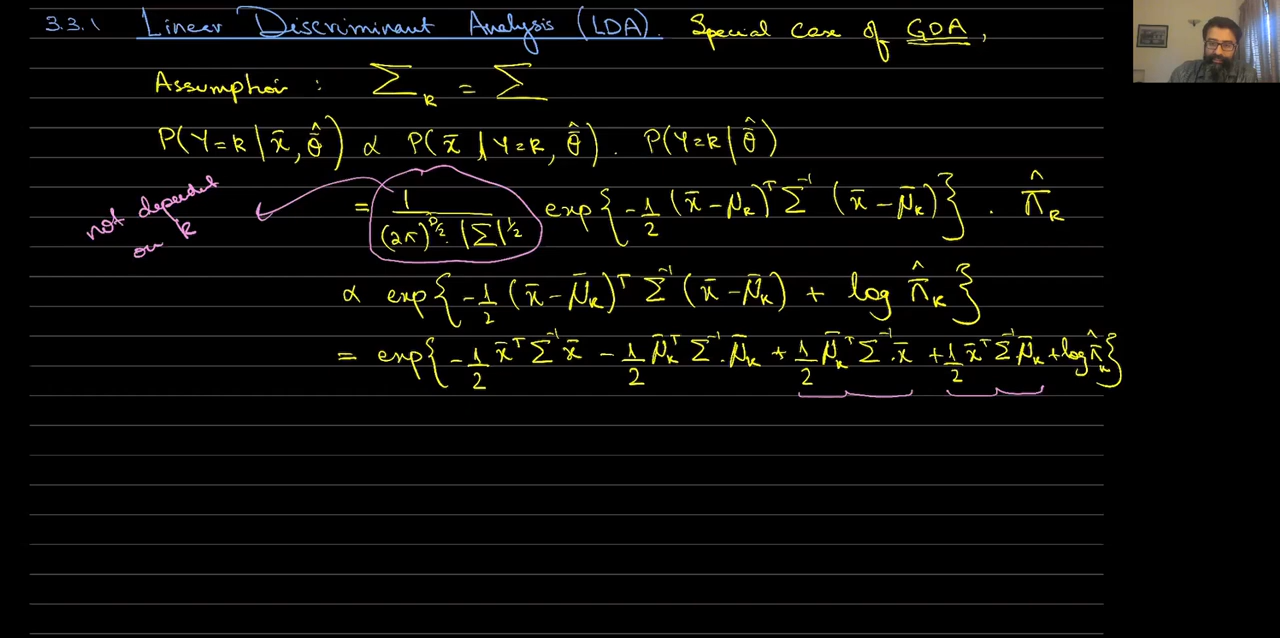 3.3.1 Linear Discriminant Analysis (LDA). Special case of GDA,
Assumption : Σ_k = Σ
P(Y=k | x̄, θ̂) ∝ P(x̄ | Y=k, θ̂) . P(Y=k | θ̂)
= 1 / ((2π)^{D/2} . |Σ|^{1/2}) exp{ -1/2 (x̄ - μ_k)^T Σ^{-1} (x̄ - μ̄_k) } . π̂_k
not dependent
on k
∝ exp{ -1/2 (x̄ - μ̄_k)^T Σ^{-1} (x̄ - μ̄_k) + log π̂_k }
= exp{ -1/2 x̄^T Σ^{-1} x̄ - 1/2 μ̄_k^T Σ^{-1} . μ̄_k + 1/2 μ̄_k^T Σ^{-1} . x̄ + 1/2 x̄^T Σ^{-1} μ̄_k + log π̂_k }